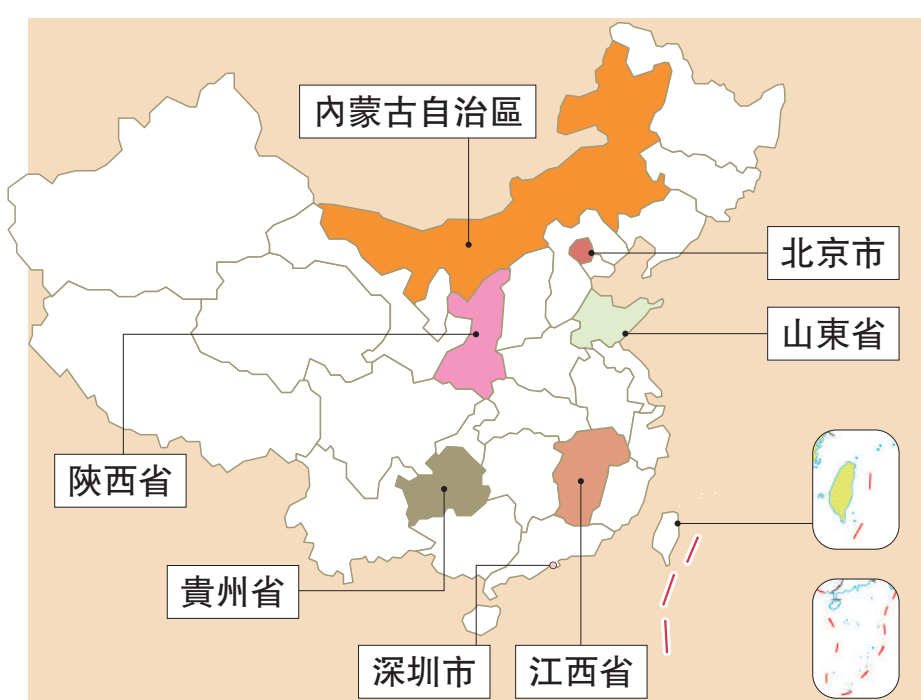 內蒙古自治區
北京市
山東省
陝西省
貴州省
深圳市
江西省